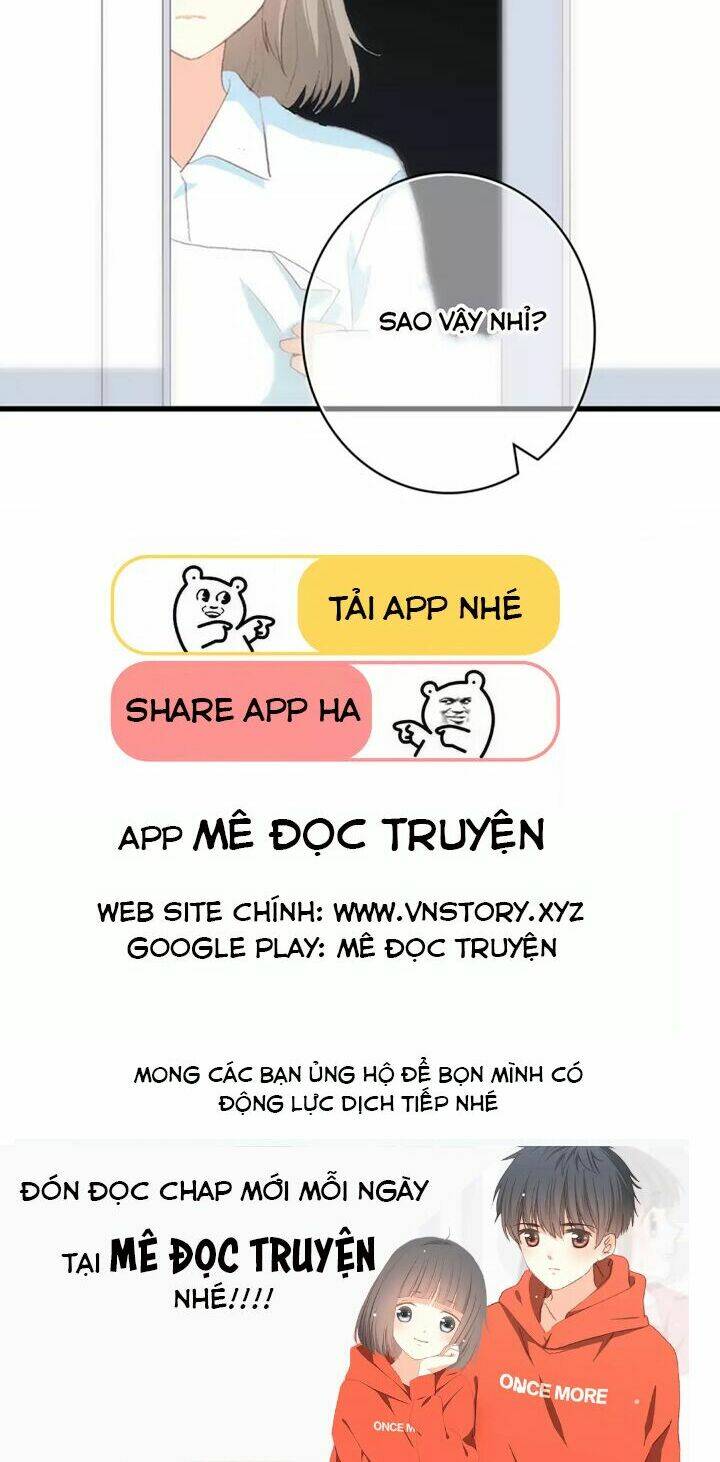 SAO VẬY NHỈ?
TẢI APP NHÉ
SHARE APP HA
APP MÊ ĐỌC TRUYỆN
WEB SITE CHÍNH: WWW.VNSTORY.XYZ
GOOGLE PLAY: MÊ ĐỌC TRUYỆN
MONG CÁC BẠN ỦNG HỘ ĐỂ BỌN MÌNH CÓ
ĐỘNG LỰC DỊCH TIẾP NHÉ
ĐÓN ĐỌC CHAP MỚI MỖI NGÀY
TẠI MÊ ĐỌC TRUYỆN
NHÉ!!!!
ONCE MORE
ONCE M